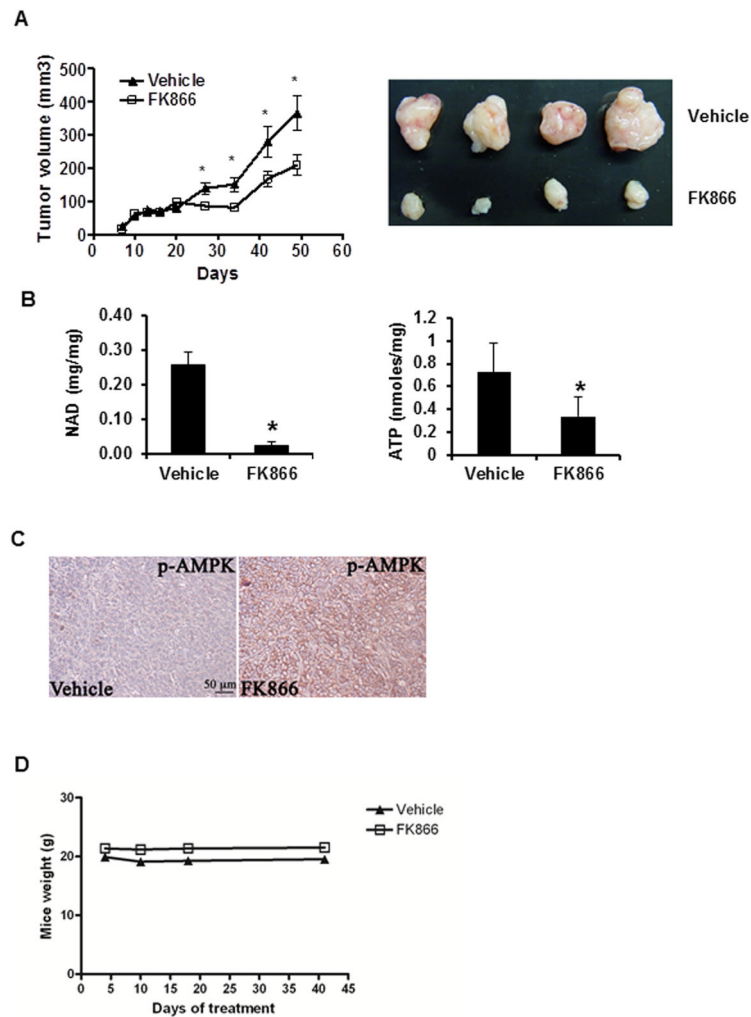 A
Tumor volume (mm3)
500
400
300
200
100
0
Vehicle
FK866
* * * *
0 10 20 30 40 50 60
Days
Vehicle
FK866
B
NAD (mg/mg)
0.40
0.30
0.20
0.10
0.00
*
Vehicle FK866
ATP (nmoles/mg)
1.2
1
0.8
0.6
0.4
0.2
0
*
Vehicle FK866
C
p-AMPK
Vehicle
50 µm
p-AMPK
FK866
D
Mice weight (g)
30
20
10
0
Vehicle
FK866
0 5 10 15 20 25 30 35 40 45
Days of treatment